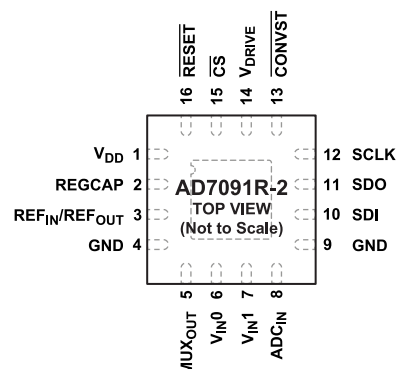 16 RESET
15 CS
14 VDRIVE
13 CONVST
VDD 1
REGCAP 2
REFIN/REFOUT 3
GND 4
AD7091R-2
TOP VIEW
(Not to Scale)
12 SCLK
11 SDO
10 SDI
9 GND
5 MUXOUT
6 VIN0
7 VIN1
8 ADCIN